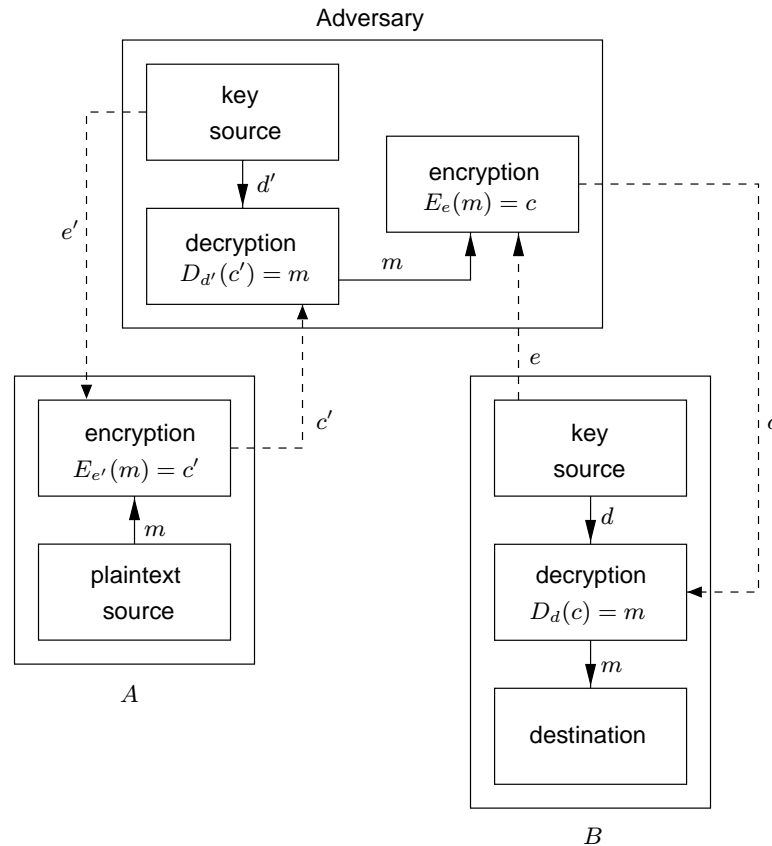 Adversary
key
source
d′
encryption
E_e(m) = c
e′
decryption
D_{d′}(c′) = m
m
e
c′
encryption
E_{e′}(m) = c′
m
plaintext
source
A
key
source
d
decryption
D_d(c) = m
m
destination
B